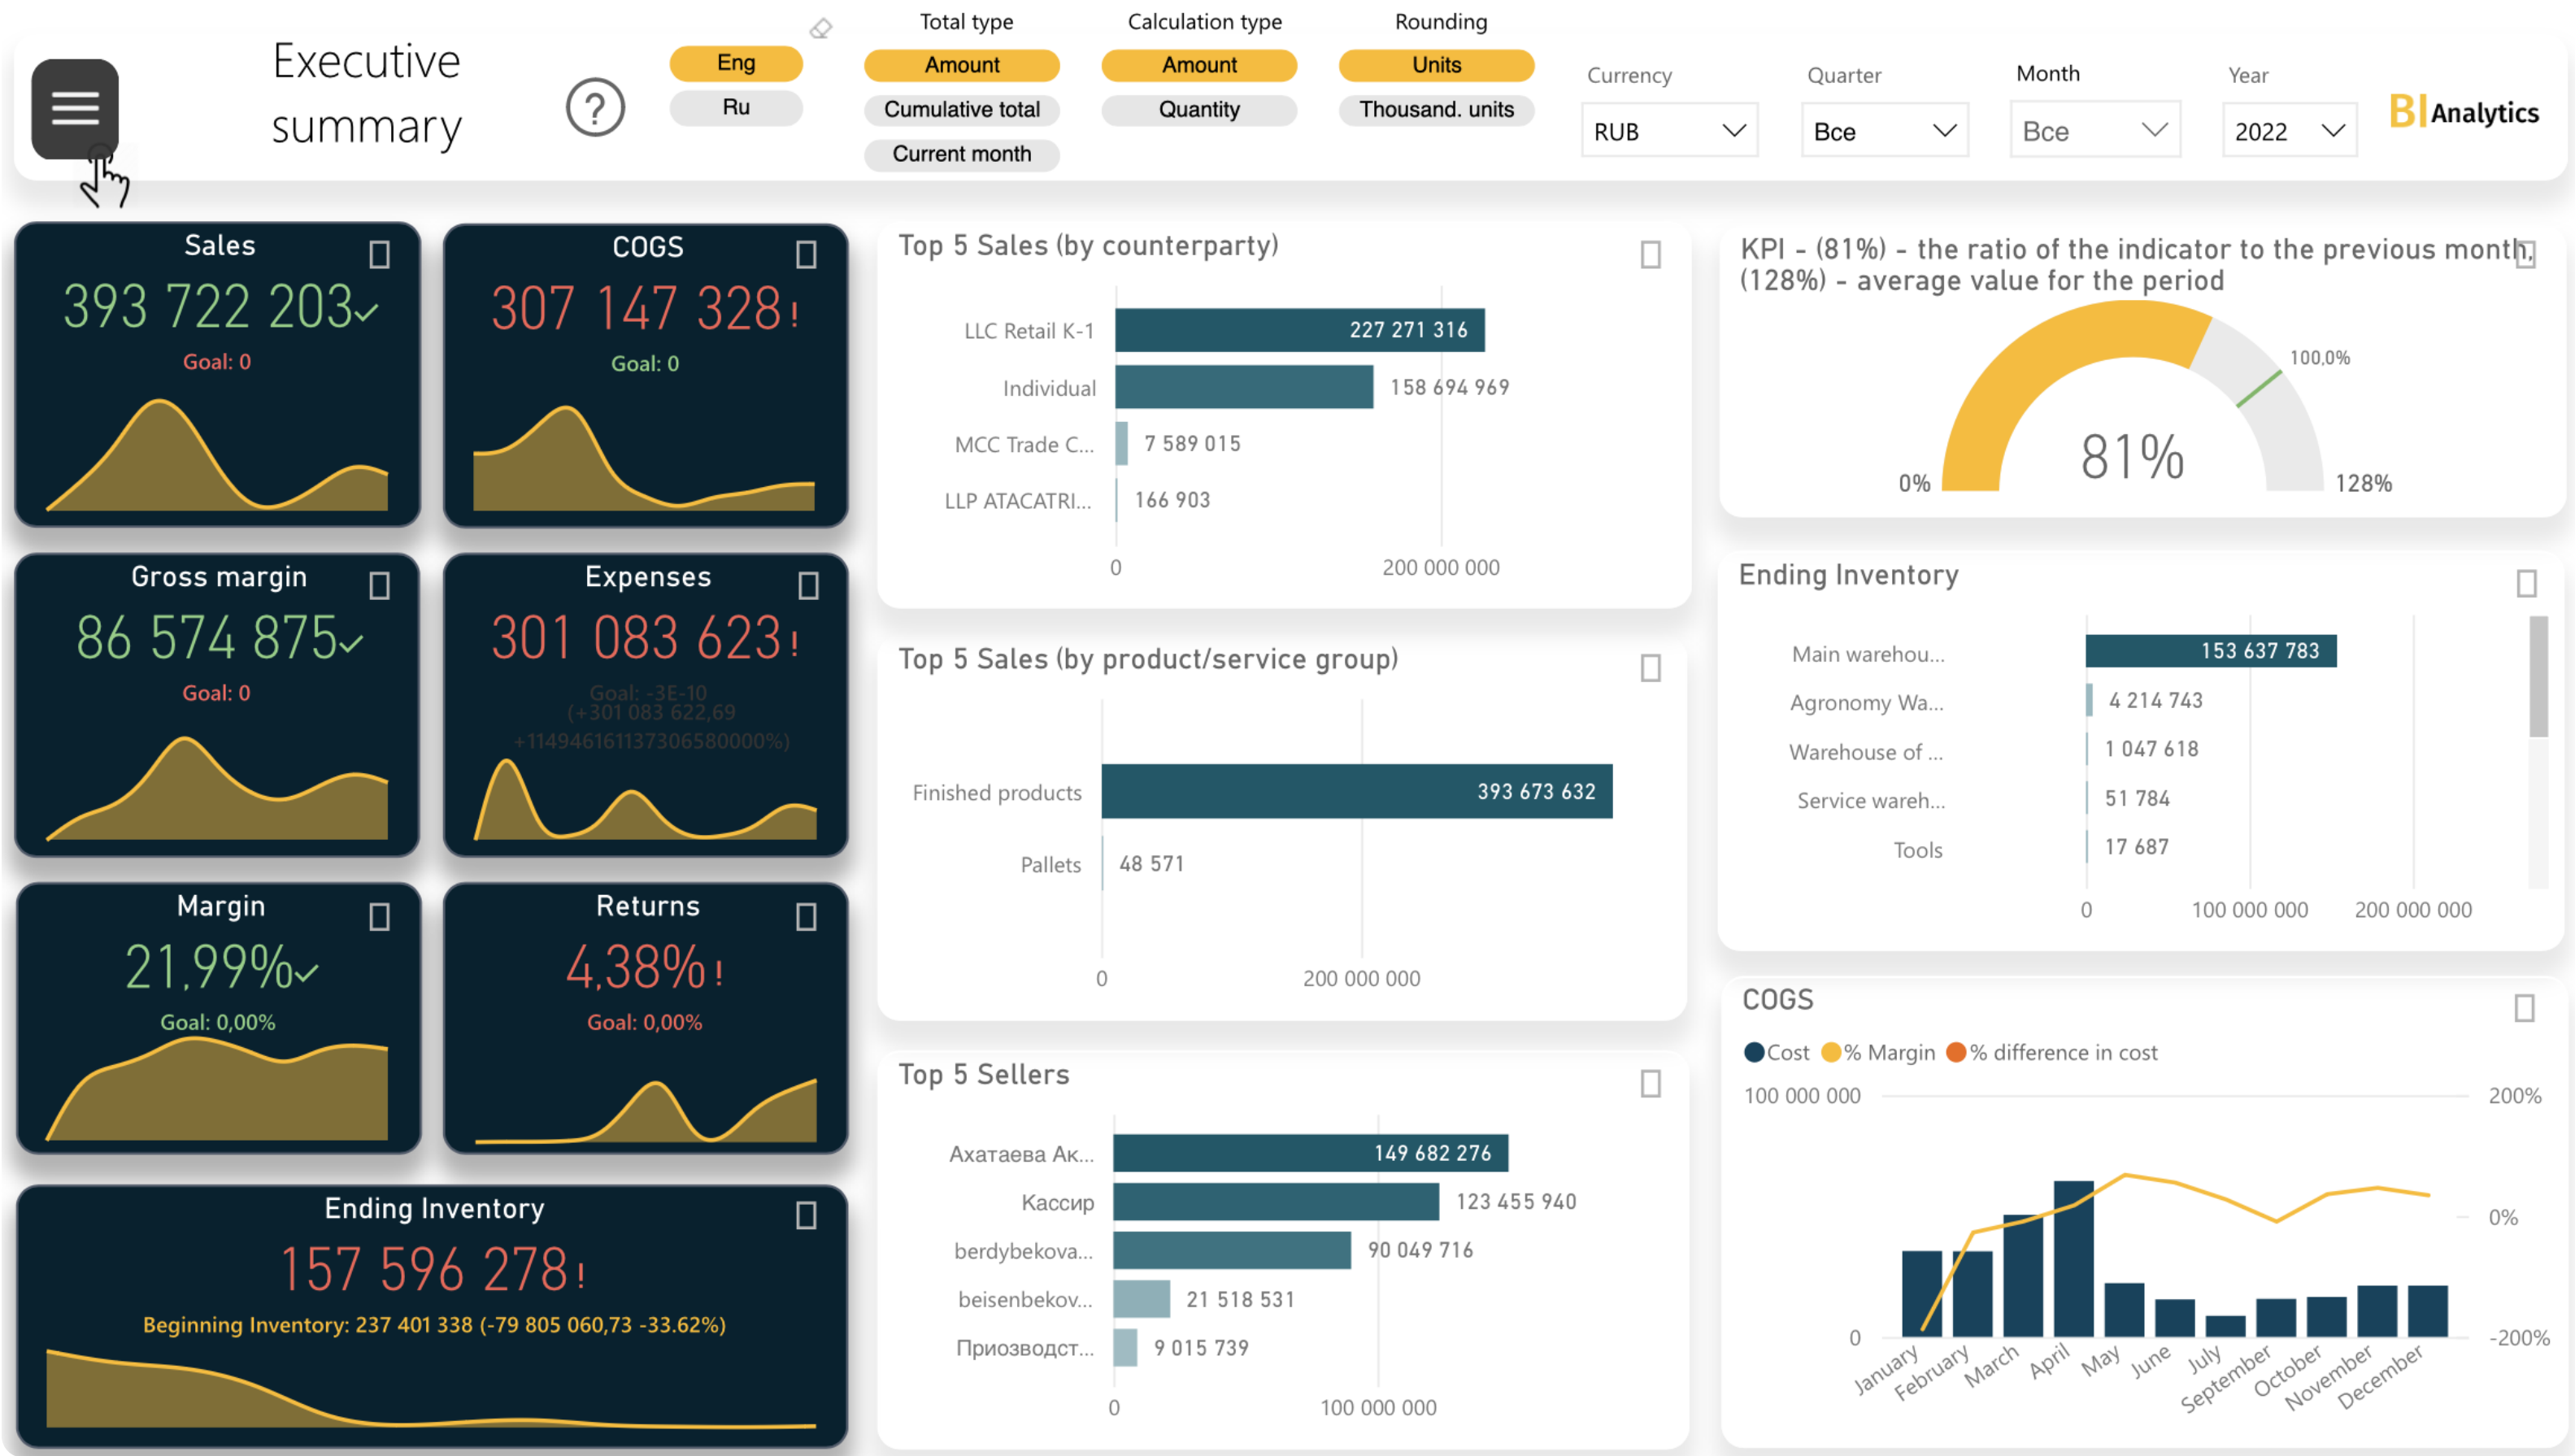 Executive
summary
?
Eng
Ru
Total type
Amount
Cumulative total
Current month
Calculation type
Amount
Quantity
Rounding
Units
Thousand. units
Currency
RUB
Quarter
Все
Month
Все
Year
2022
BI Analytics
Sales
393 722 203
Goal: 0
COGS
307 147 328!
Goal: 0
Gross margin
86 574 875
Goal: 0
Expenses
301 083 623!
Goal: -3E-10
(+301 083 622,69
+114946161137306580000%)
Margin
21,99%
Goal: 0,00%
Returns
4,38%!
Goal: 0,00%
Ending Inventory
157 596 278!
Beginning Inventory: 237 401 338 (-79 805 060,73 -33.62%)
Top 5 Sales (by counterparty)
LLC Retail K-1 227 271 316
Individual 158 694 969
MCC Trade C... 7 589 015
LLP ATACATRI... 166 903
0 200 000 000
Top 5 Sales (by product/service group)
Finished products 393 673 632
Pallets 48 571
0 200 000 000
Top 5 Sellers
Ахатаева Ак... 149 682 276
Кассир 123 455 940
berdybekova... 90 049 716
beisenbekov... 21 518 531
Приозводст... 9 015 739
0 100 000 000
KPI - (81%) - the ratio of the indicator to the previous month,
(128%) - average value for the period
100,0%
81%
0% 128%
Ending Inventory
Main warehou... 153 637 783
Agronomy Wa... 4 214 743
Warehouse of ... 1 047 618
Service wareh... 51 784
Tools 17 687
0 100 000 000 200 000 000
COGS
Cost % Margin % difference in cost
100 000 000 200%
0%
0 -200%
January February March April May June July September October November December